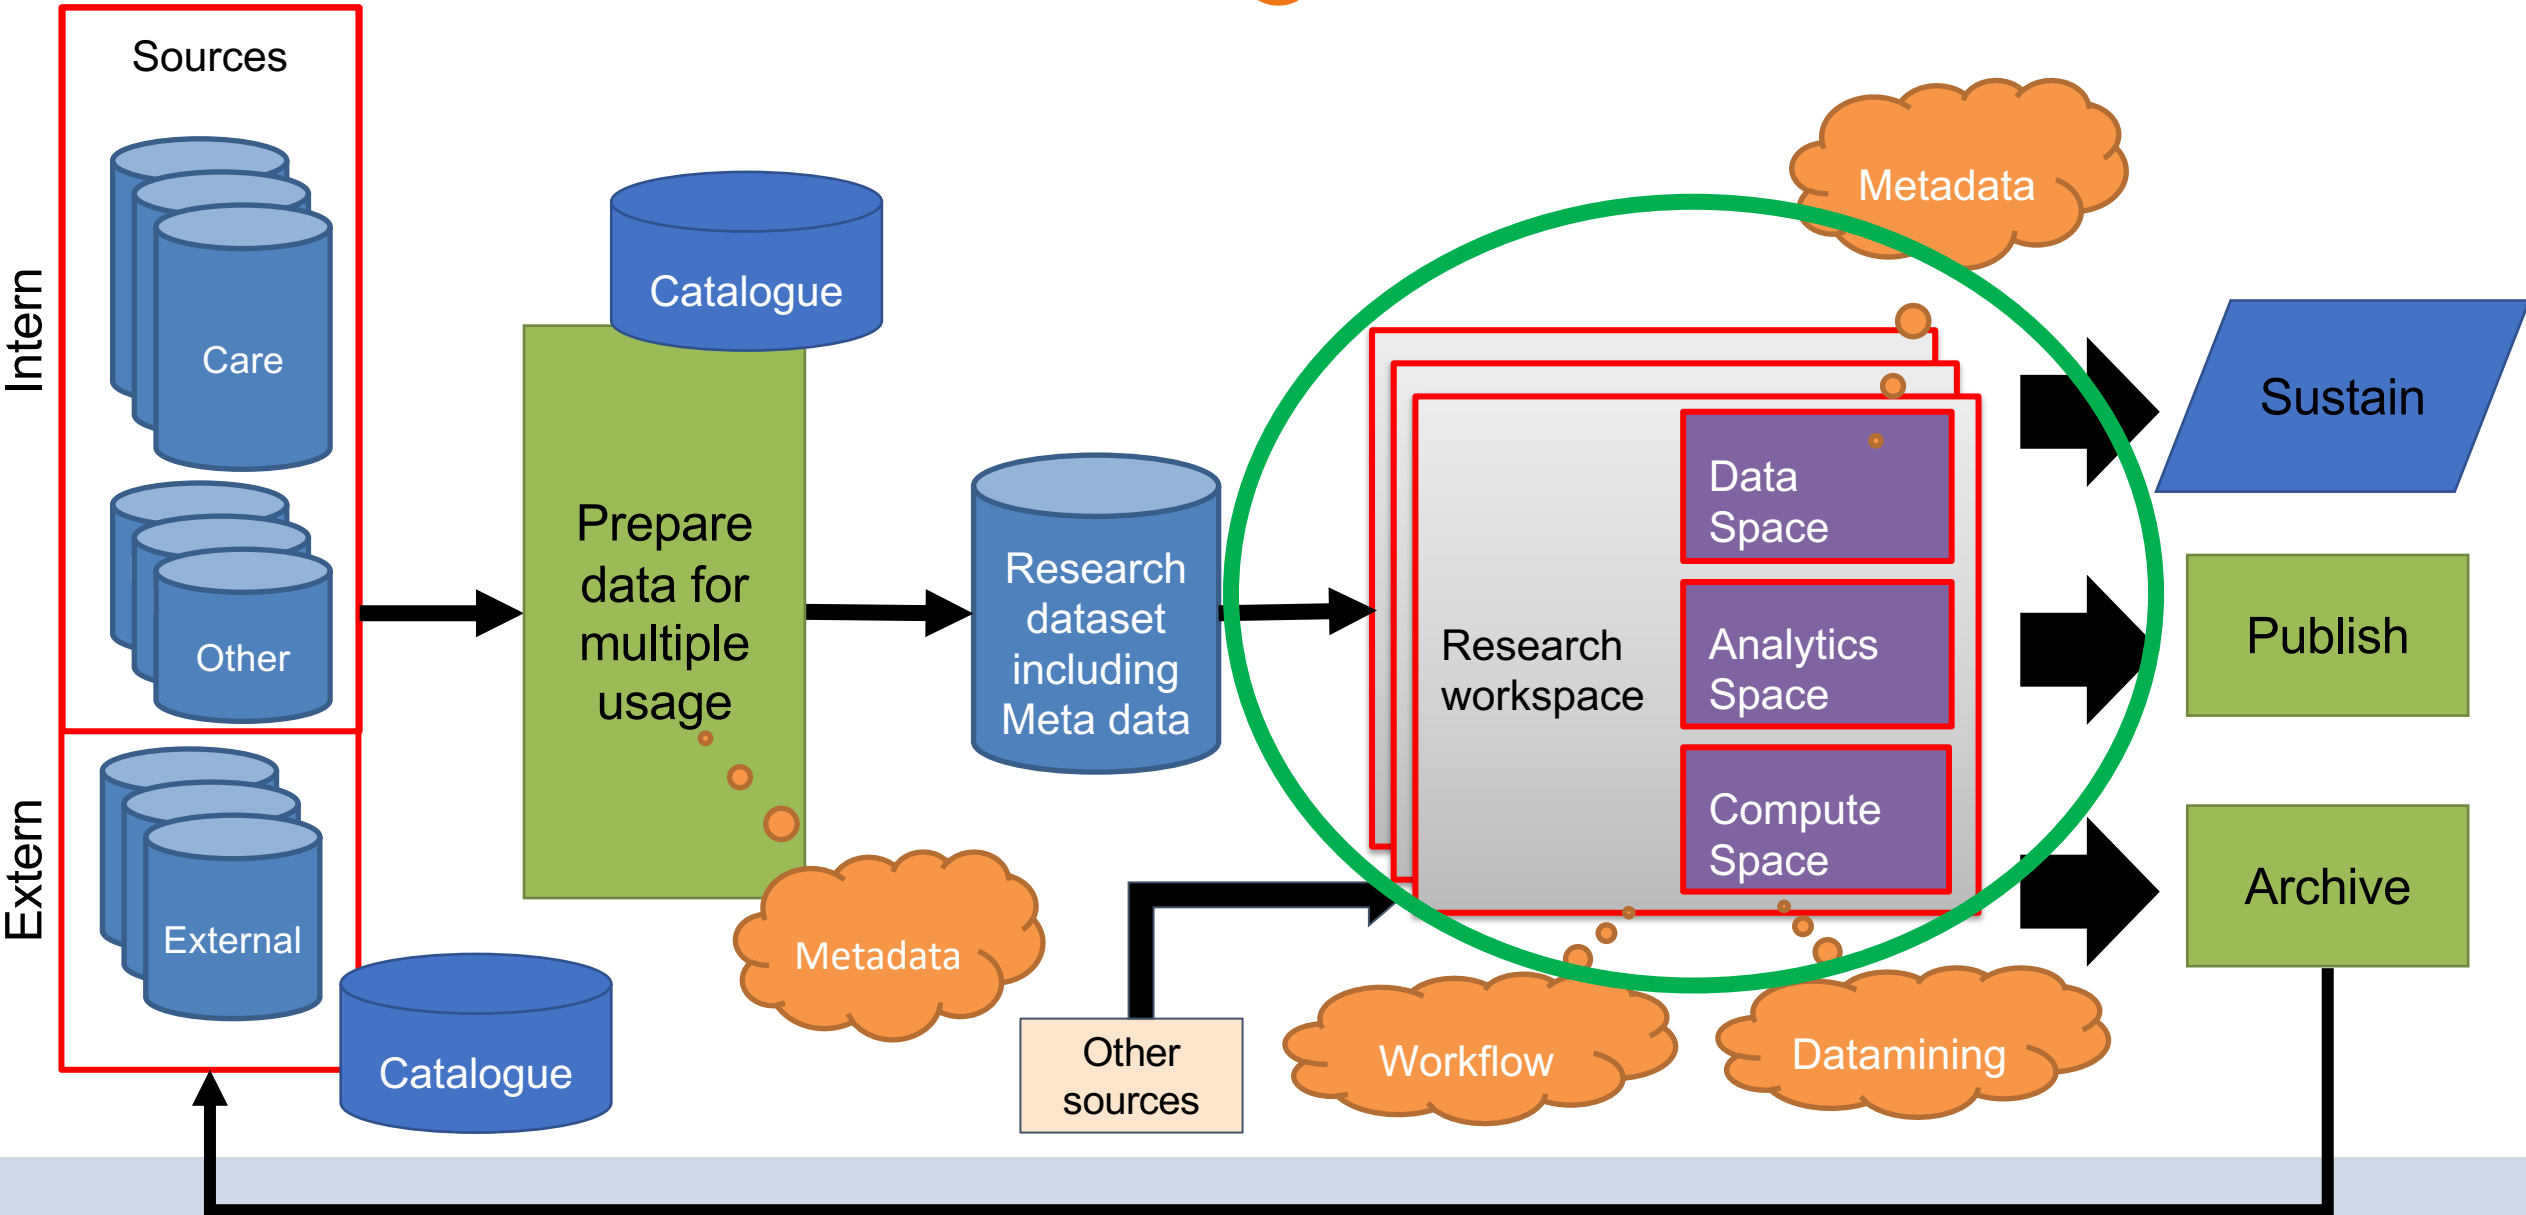 Sources
Intern
Care
Other
Extern
External
Catalogue
Catalogue
Prepare
data for
multiple
usage
Metadata
Research
dataset
including
Meta data
Other
sources
Research
workspace
Data
Space
Analytics
Space
Compute
Space
Metadata
Workflow
Datamining
Sustain
Publish
Archive